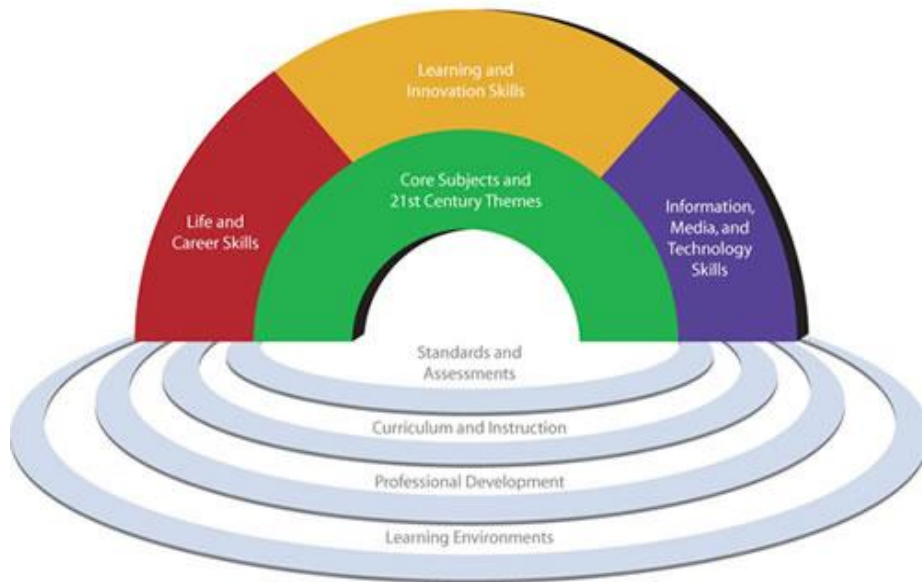 Learning and
Innovation Skills
Core Subjects and
21st Century Themes
Life and
Career Skills
Information,
Media, and
Technology
Skills
Standards and
Assessments
Curriculum and Instruction
Professional Development
Learning Environments